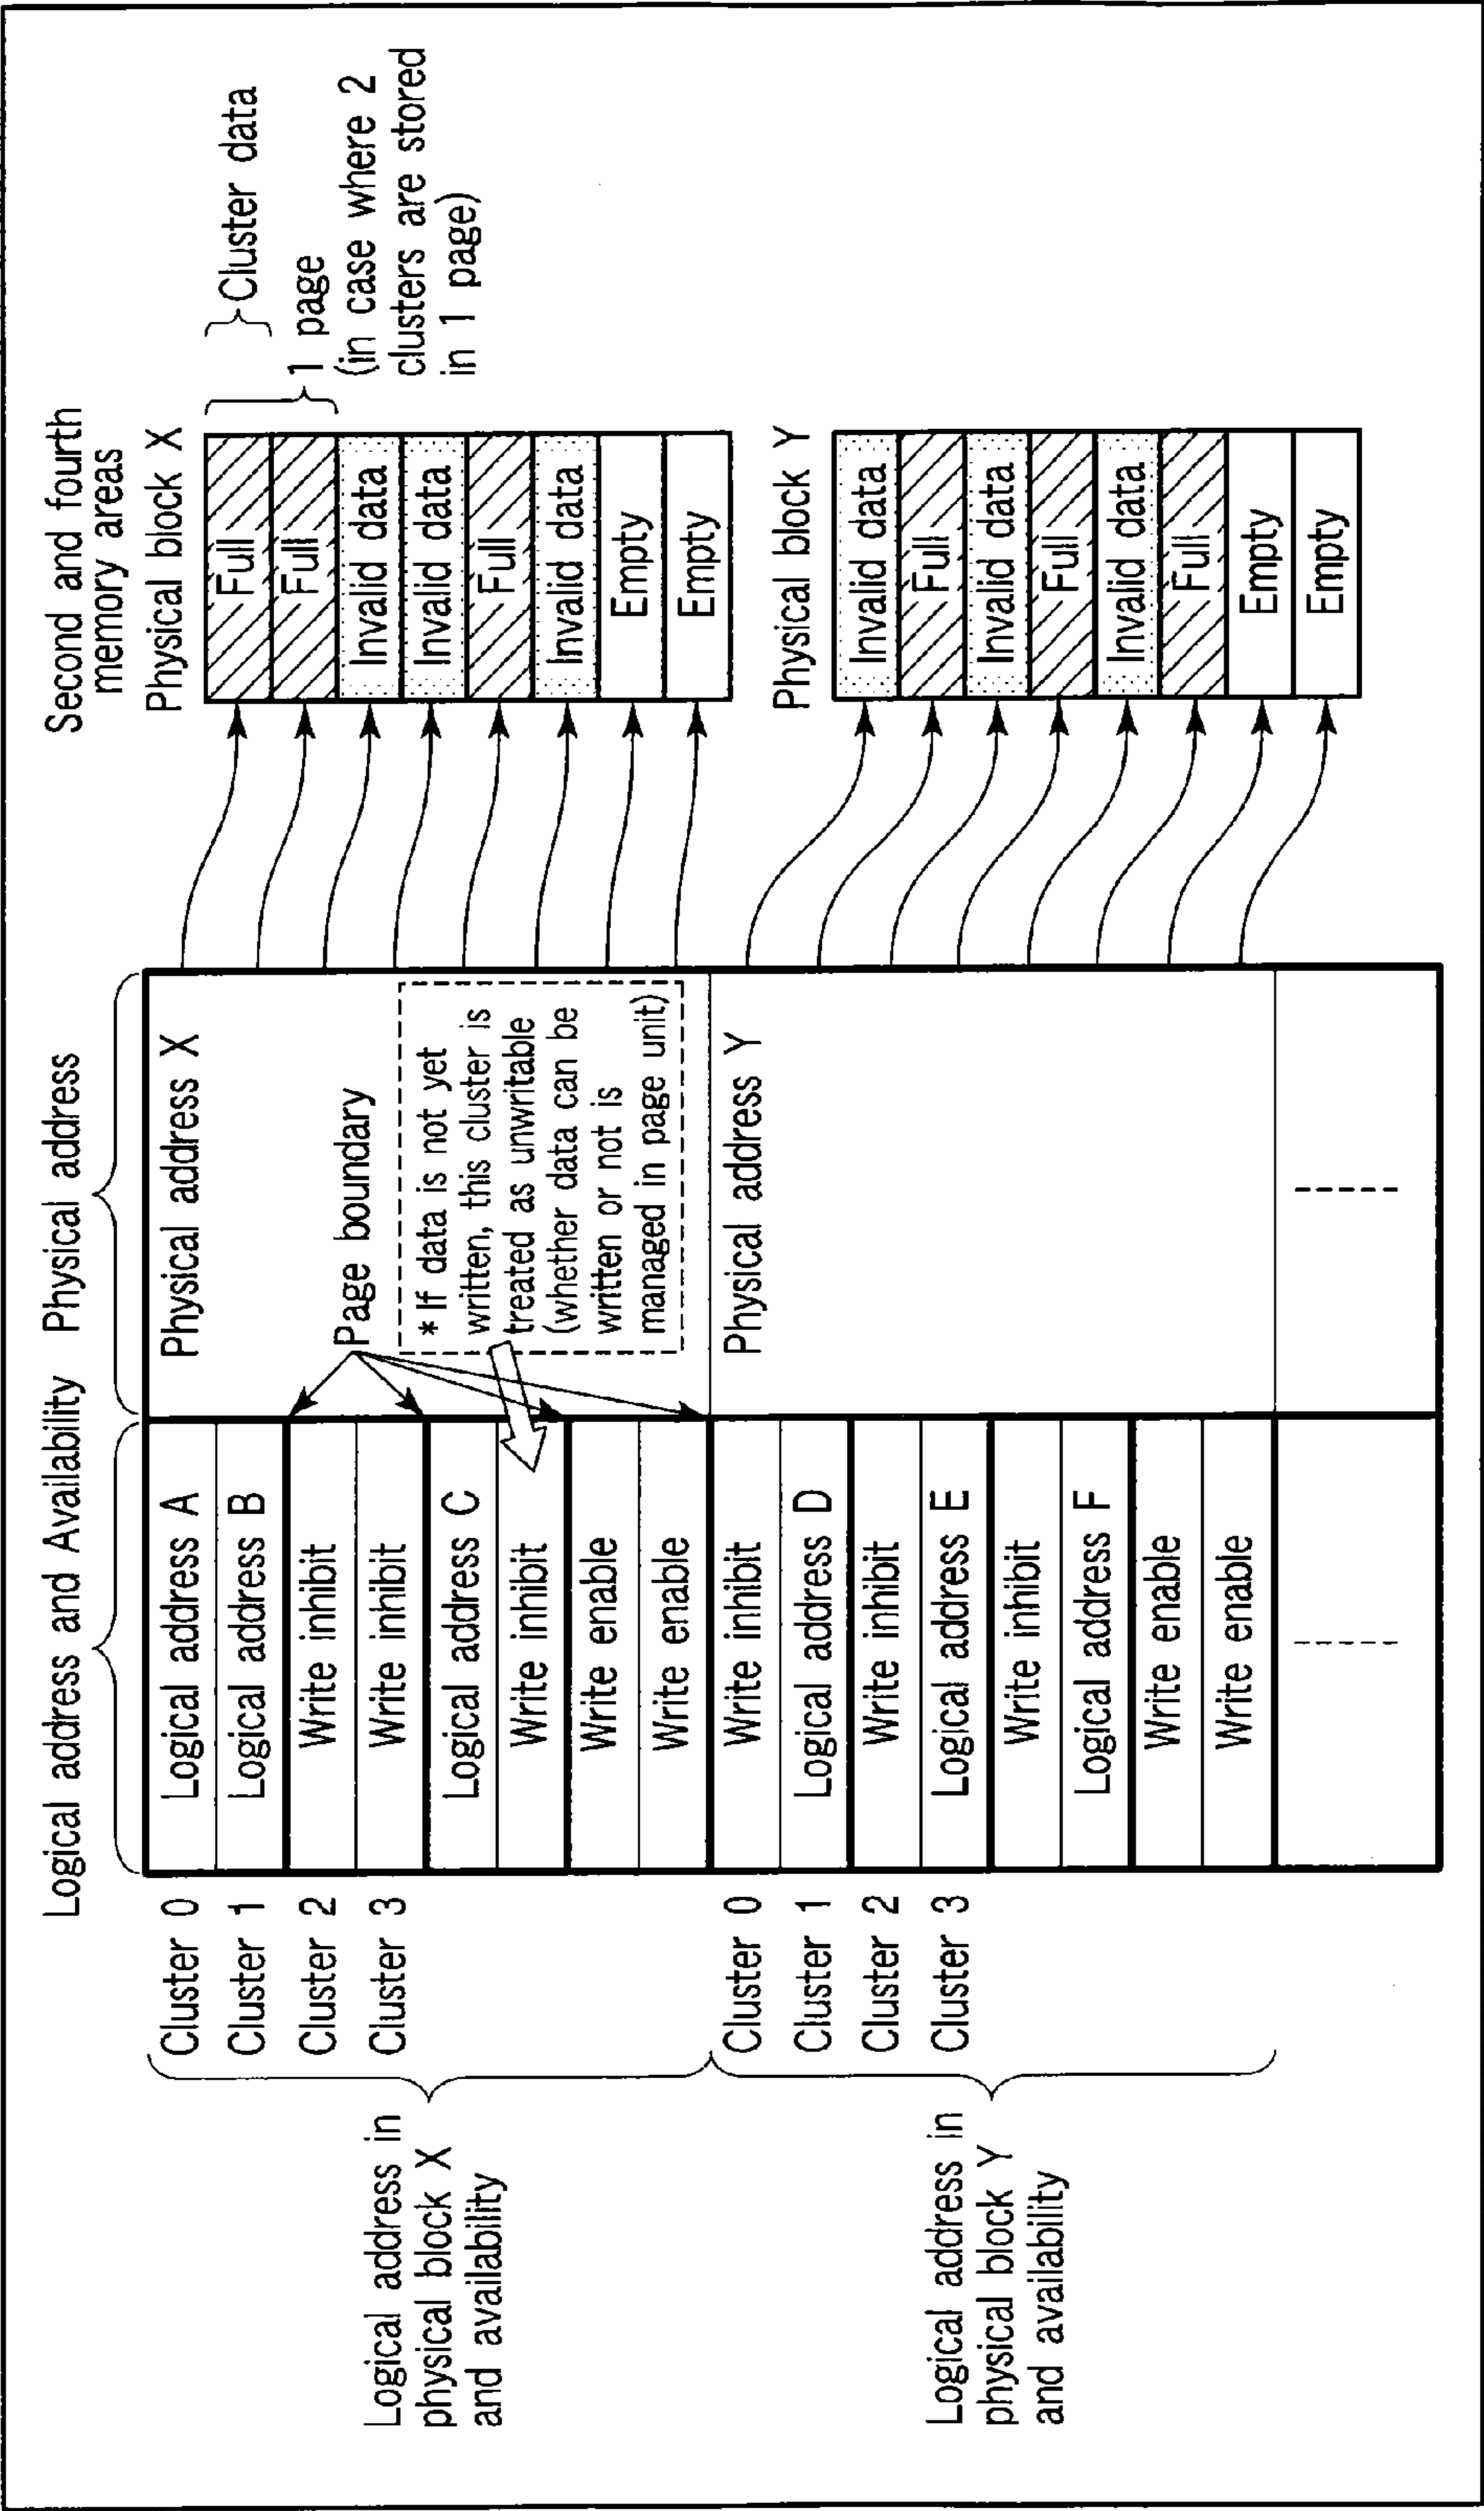 Logical address and Availability
Physical address
Second and fourth
memory areas
Physical block X
Cluster 0
Logical address A
Physical address X
Full
Cluster data
Cluster 1
Logical address B
Full
1 page
(in case where 2
clusters are stored
in 1 page)
Cluster 2
Write inhibit
Page boundary
Invalid data
Cluster 3
Write inhibit
Invalid data
Logical address in
physical block X
and availability
Logical address C
* If data is not yet
written, this cluster is
treated as unwritable
(whether data can be
written or not is
managed in page unit)
Full
Write inhibit
Invalid data
Write enable
Empty
Write enable
Empty
Physical block Y
Cluster 0
Write inhibit
Physical address Y
Invalid data
Cluster 1
Logical address D
Full
Cluster 2
Write inhibit
Invalid data
Cluster 3
Logical address E
Full
Logical address in
physical block Y
and availability
Write inhibit
Invalid data
Logical address F
Full
Write enable
Empty
Write enable
Empty